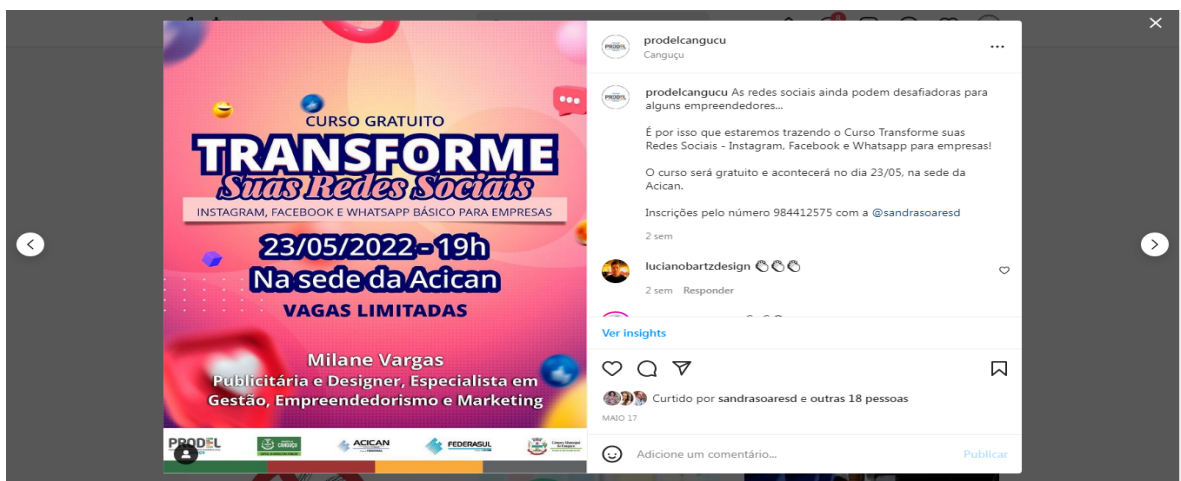 CURSO GRATUITO
TRANSFORME
Suas Redes Sociais
INSTAGRAM, FACEBOOK E WHATSAPP BÁSICO PARA EMPRESAS
23/05/2022 - 19h
Na sede da Acican
VAGAS LIMITADAS
Milane Vargas
Publicitária e Designer, Especialista em
Gestão, Empreendedorismo e Marketing
PRODEL
CANGUÇU
ACICAN
FEDERASUL
prodelcangucu
Canguçu
prodelcangucu As redes sociais ainda podem desafiadoras para
alguns empreendedores...
É por isso que estaremos trazendo o Curso Transforme suas
Redes Sociais - Instagram, Facebook e Whatsapp para empresas!
O curso será gratuito e acontecerá no dia 23/05, na sede da
Acican.
Inscrições pelo número 984412575 com a @sandrasoaresd
2 sem
lucianobartzdesign 👏👏👏
2 sem Responder
Ver insights
Curtido por sandrasoaresd e outras 18 pessoas
MAIO 17
Adicione um comentário...
Publicar